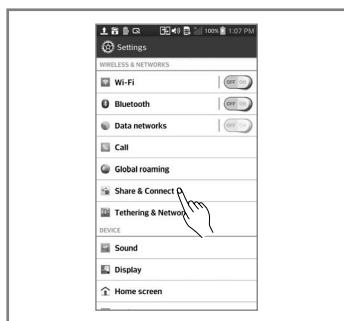 100% 1:07 PM
Settings
WIRELESS & NETWORKS
Wi-Fi OFF ON
Bluetooth OFF ON
Data networks OFF ON
Call
Global roaming
Share & Connect
Tethering & Networ
DEVICE
Sound
Display
Home screen